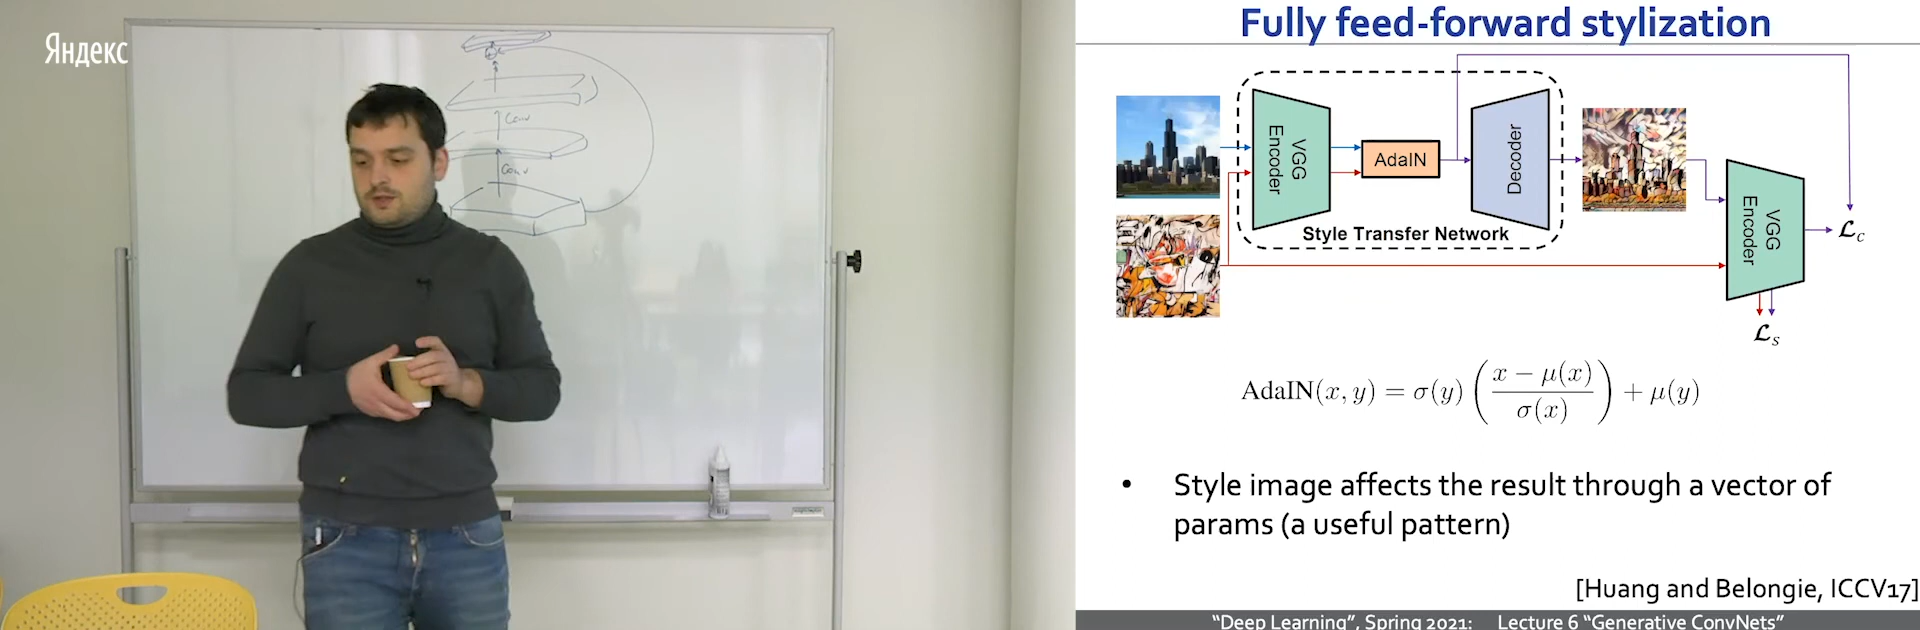 Яндекс
Conv
Conv
Fully feed-forward stylization
VGG
Encoder
AdaIN
Decoder
Style Transfer Network
VGG
Encoder
ℒc
ℒs
AdaIN(x, y) = σ(y) ( (x − μ(x)) / σ(x) ) + μ(y)
• Style image affects the result through a vector of
params (a useful pattern)
[Huang and Belongie, ICCV17]
“Deep Learning”, Spring 2021: Lecture 6 “Generative ConvNets”